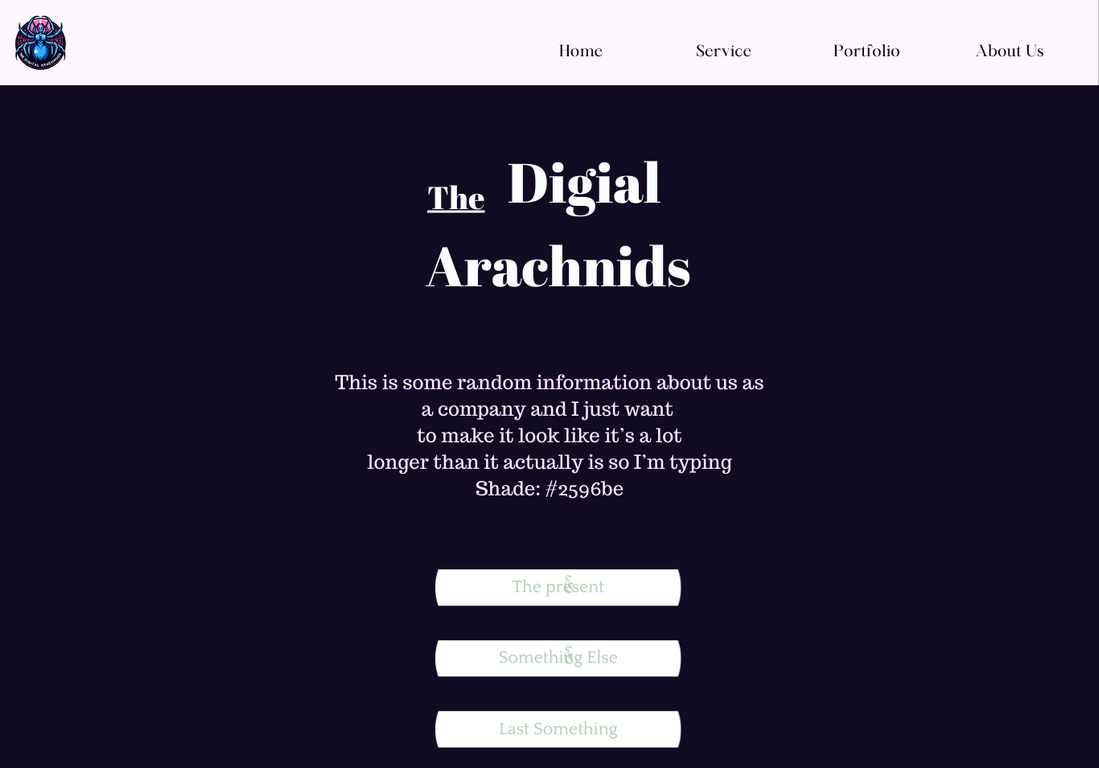 THE DIGITAL ARACHNIDS
Home Service Portfolio About Us
The Digial
Arachnids
This is some random information about us as
a company and I just want
to make it look like it’s a lot
longer than it actually is so I’m typing
Shade: #2596be
The present
Something Else
Last Something